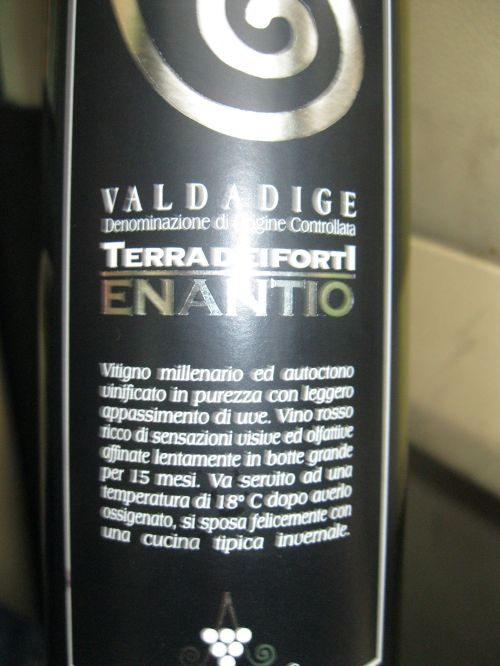 VALDADIGE
Denominazione di Origine Controllata
TERRADEIFORTI
ENANTIO
Vitigno millenario ed autoctono
vinificato in purezza con leggero
appassimento di uve. Vino rosso
ricco di sensazioni visive ed olfattive
affinate lentamente in botte grande
per 15 mesi. Va servito ad una
temperatura di 18° C dopo averlo
ossigenato, si sposa felicemente con
una cucina tipica invernale.